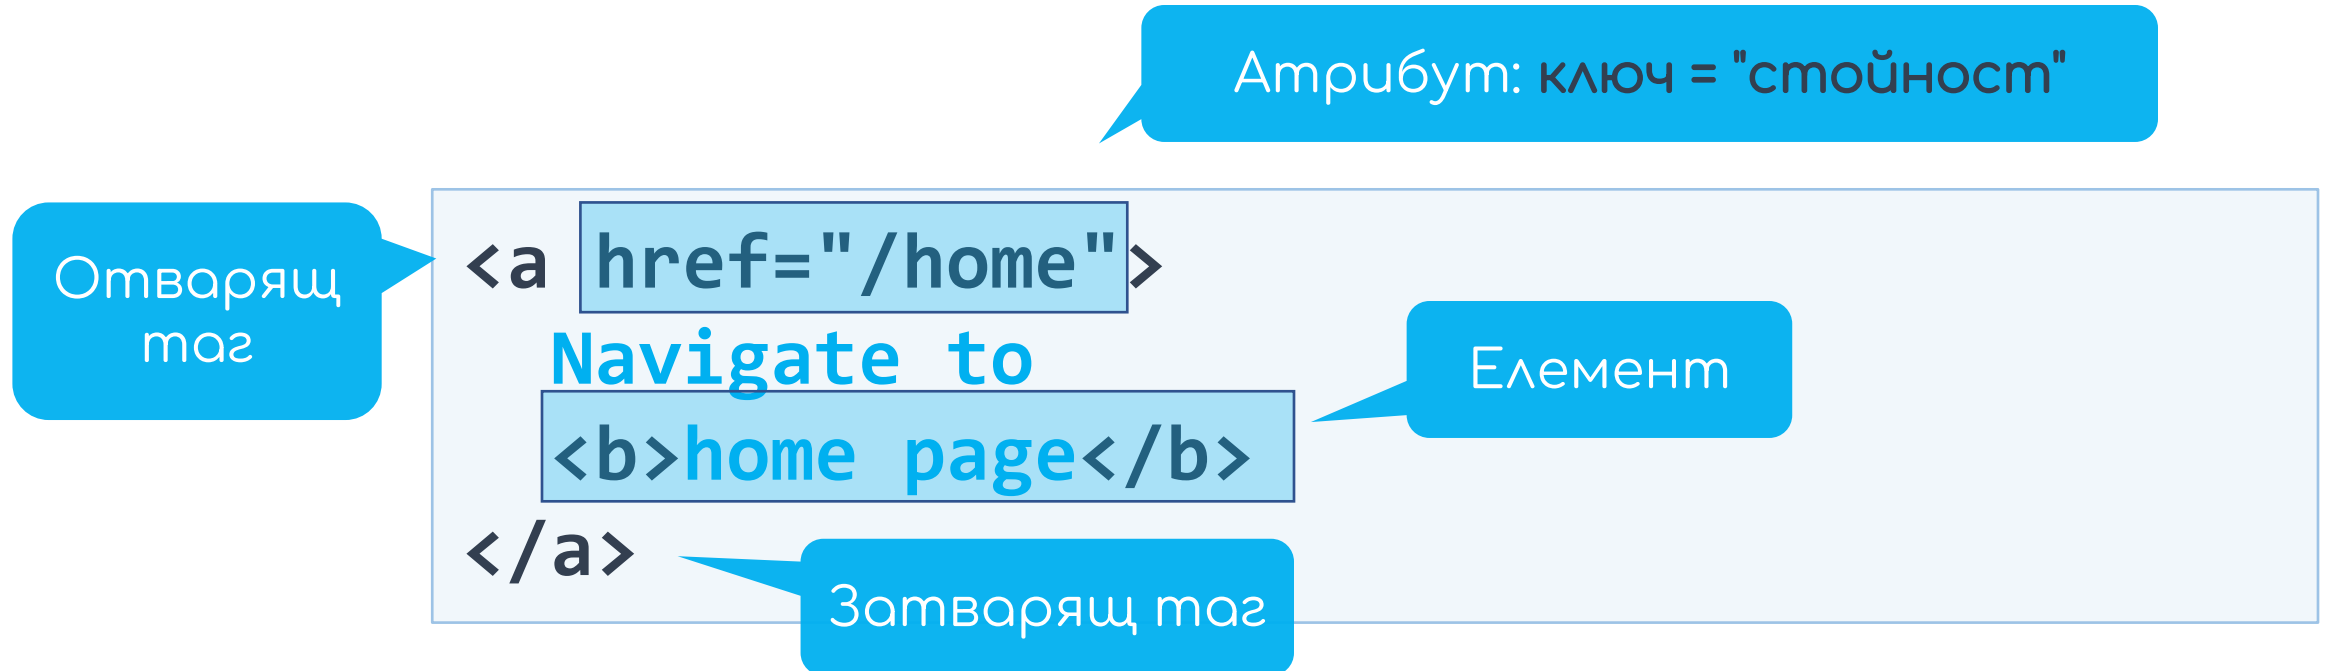 Атрибут: ключ = "стойност"
Отварящ
таг
<a href="/home">
Navigate to
<b>home page</b>
Елемент
</a>
Затварящ таг